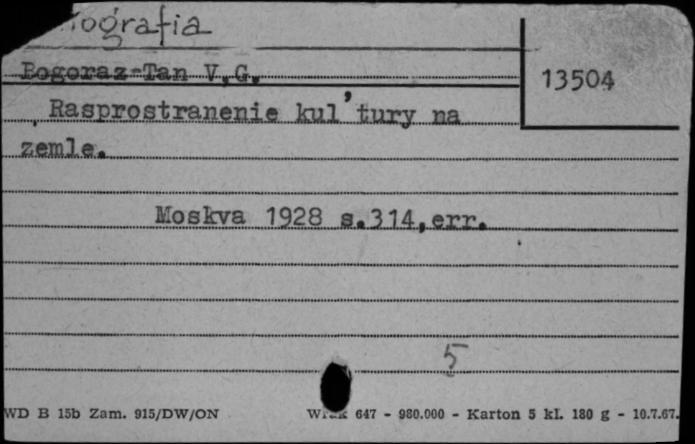 ografia
Bogoraz-Tan V.G.
13504
Rasprostranenie kul'tury na
zemle.
Moskva 1928 s.314,err.
5
WD B 15b Zam. 915/DW/ON
647 - 980.000 - Karton 5 kl. 180 g - 10.7.67.